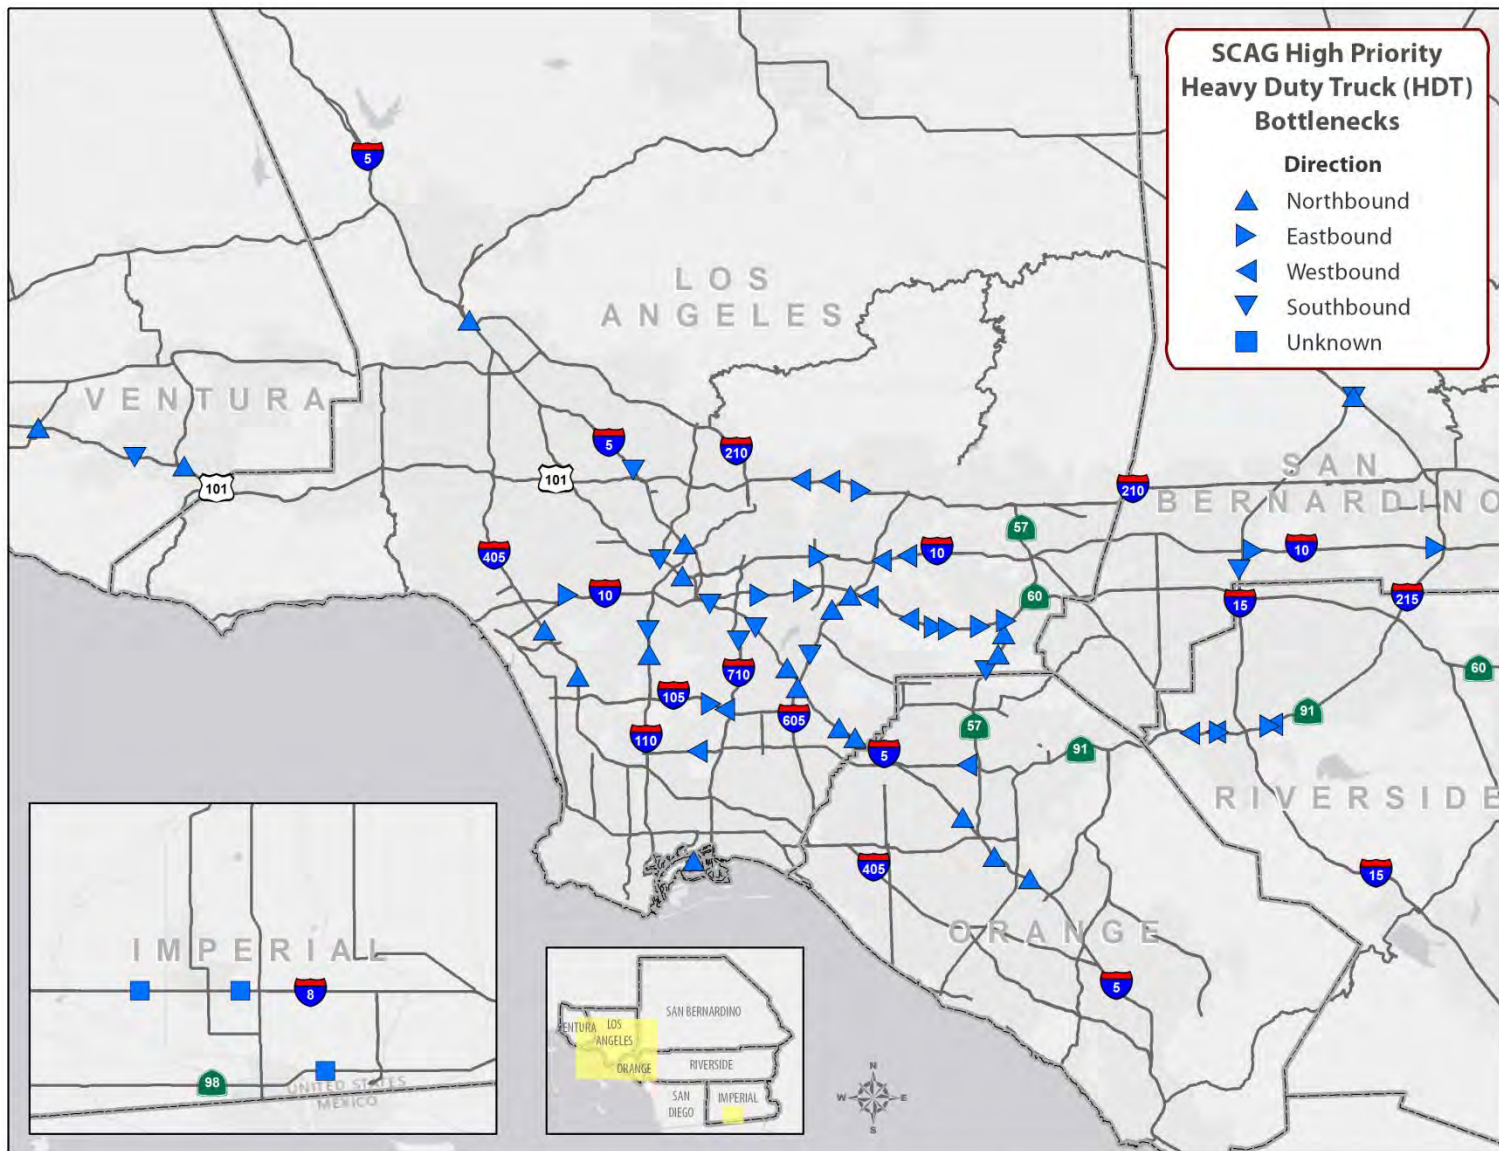 SCAG High Priority
Heavy Duty Truck (HDT)
Bottlenecks
Direction
Northbound
Eastbound
Westbound
Southbound
Unknown
5
LOS
ANGELES
VENTURA
101
101
5
210
210
SAN
BERNARDINO
57
405
10
10
10
60
15
215
60
710
105
605
110
57
5
91
91
RIVERSIDE
405
15
ORANGE
5
IMPERIAL
8
98
UNITED STATES
MEXICO
SAN BERNARDINO
VENTURA
LOS
ANGELES
ORANGE
RIVERSIDE
SAN
DIEGO
IMPERIAL
N
W
E
S